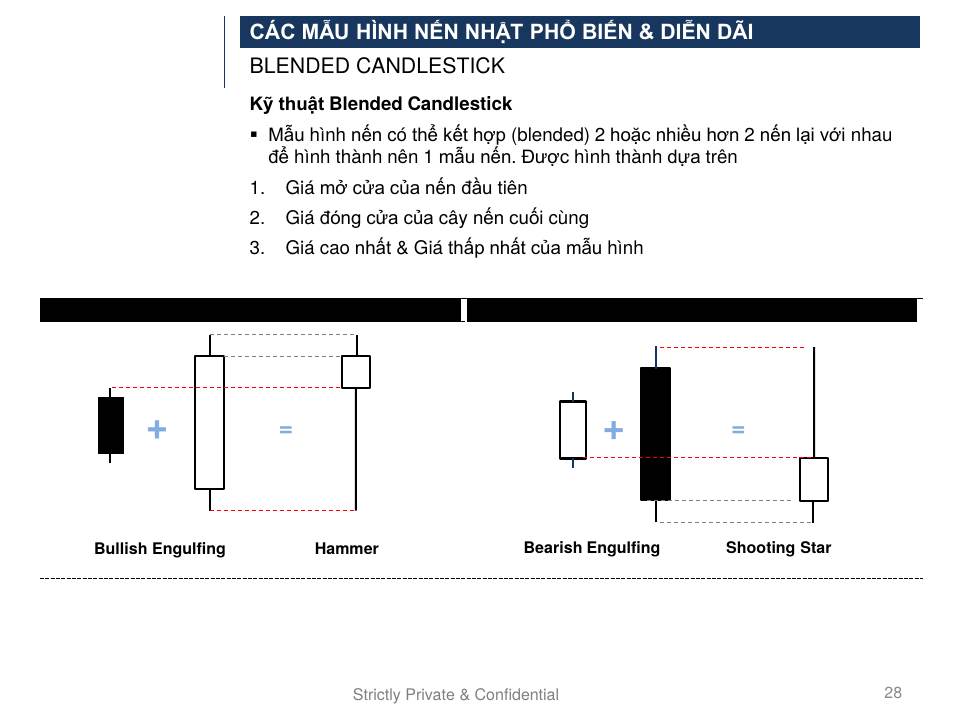 CÁC MẪU HÌNH NẾN NHẬT PHỔ BIẾN & DIỄN DÃI
BLENDED CANDLESTICK
Kỹ thuật Blended Candlestick
▪ Mẫu hình nến có thể kết hợp (blended) 2 hoặc nhiều hơn 2 nến lại với nhau
để hình thành nên 1 mẫu nến. Được hình thành dựa trên
1. Giá mở cửa của nến đầu tiên
2. Giá đóng cửa của cây nến cuối cùng
3. Giá cao nhất & Giá thấp nhất của mẫu hình
+ =
+ =
Bullish Engulfing Hammer
Bearish Engulfing Shooting Star
Strictly Private & Confidential
28